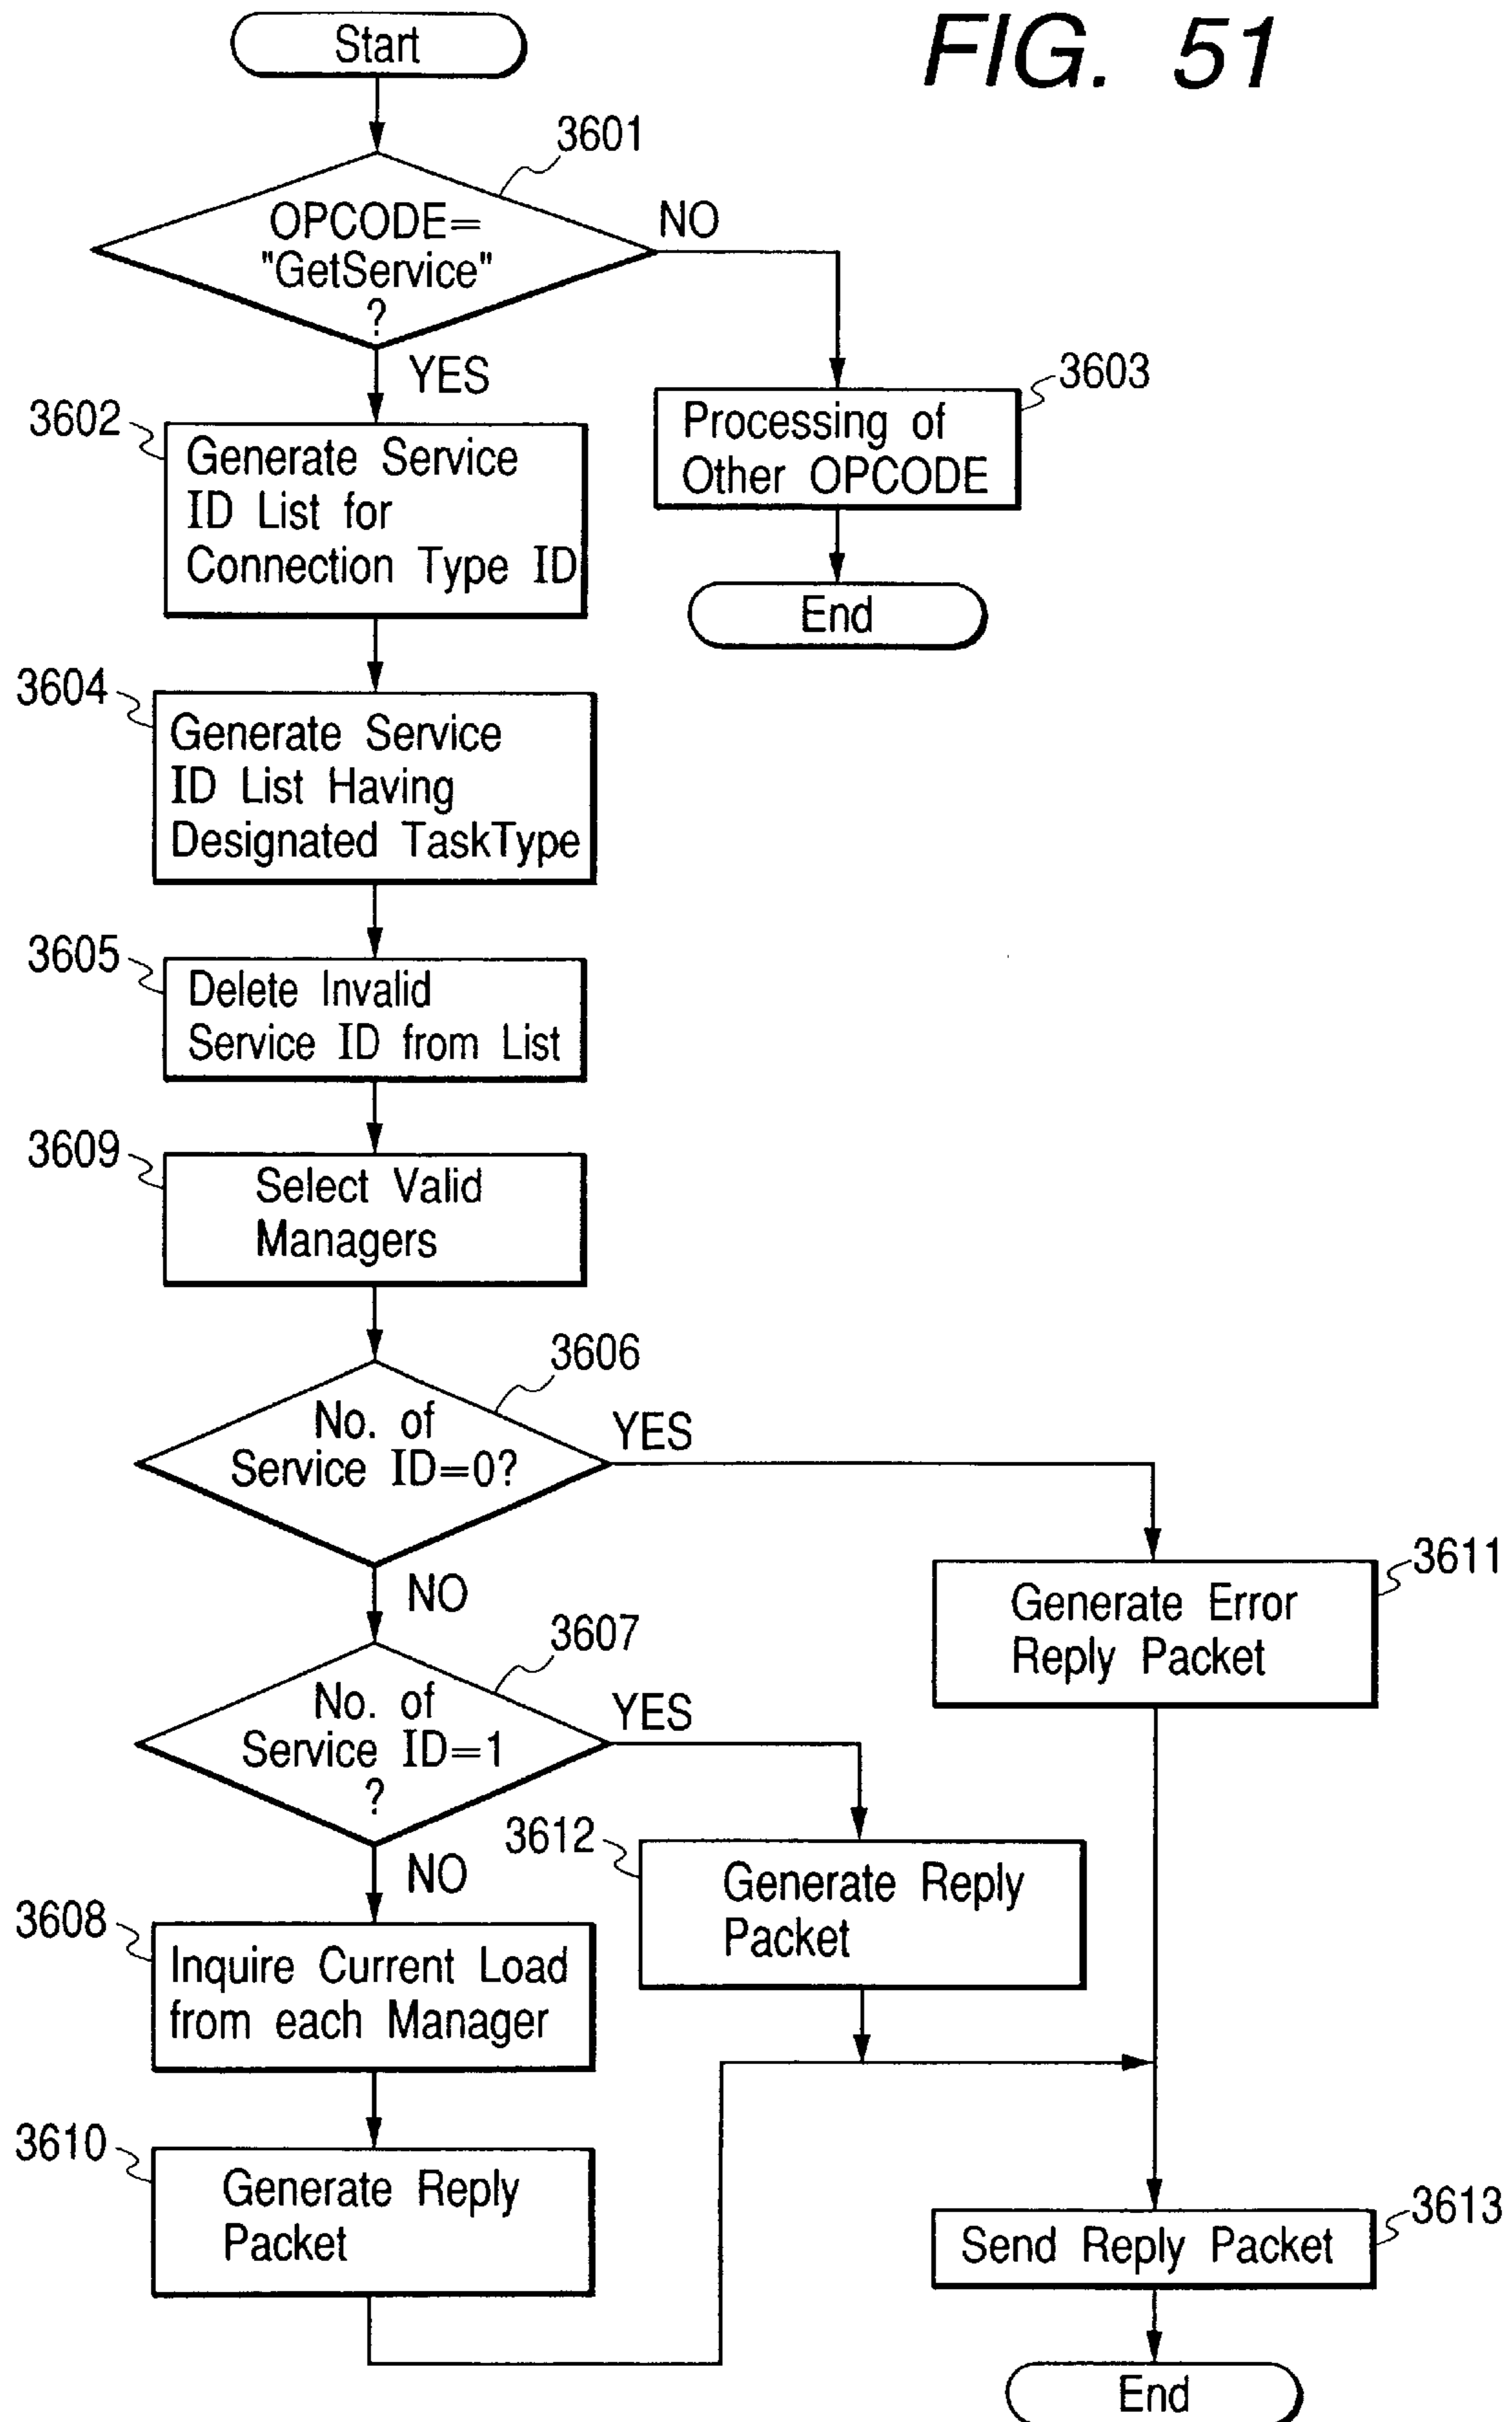 FIG. 51
Start
3601
OPCODE=
"GetService"
?
NO
YES
3602
Generate Service
ID List for
Connection Type ID
3603
Processing of
Other OPCODE
End
3604
Generate Service
ID List Having
Designated TaskType
3605
Delete Invalid
Service ID from List
3609
Select Valid
Managers
3606
No. of
Service ID=0?
YES
NO
3611
Generate Error
Reply Packet
3607
No. of
Service ID=1
?
YES
NO
3612
Generate Reply
Packet
3608
Inquire Current Load
from each Manager
3610
Generate Reply
Packet
3613
Send Reply Packet
End